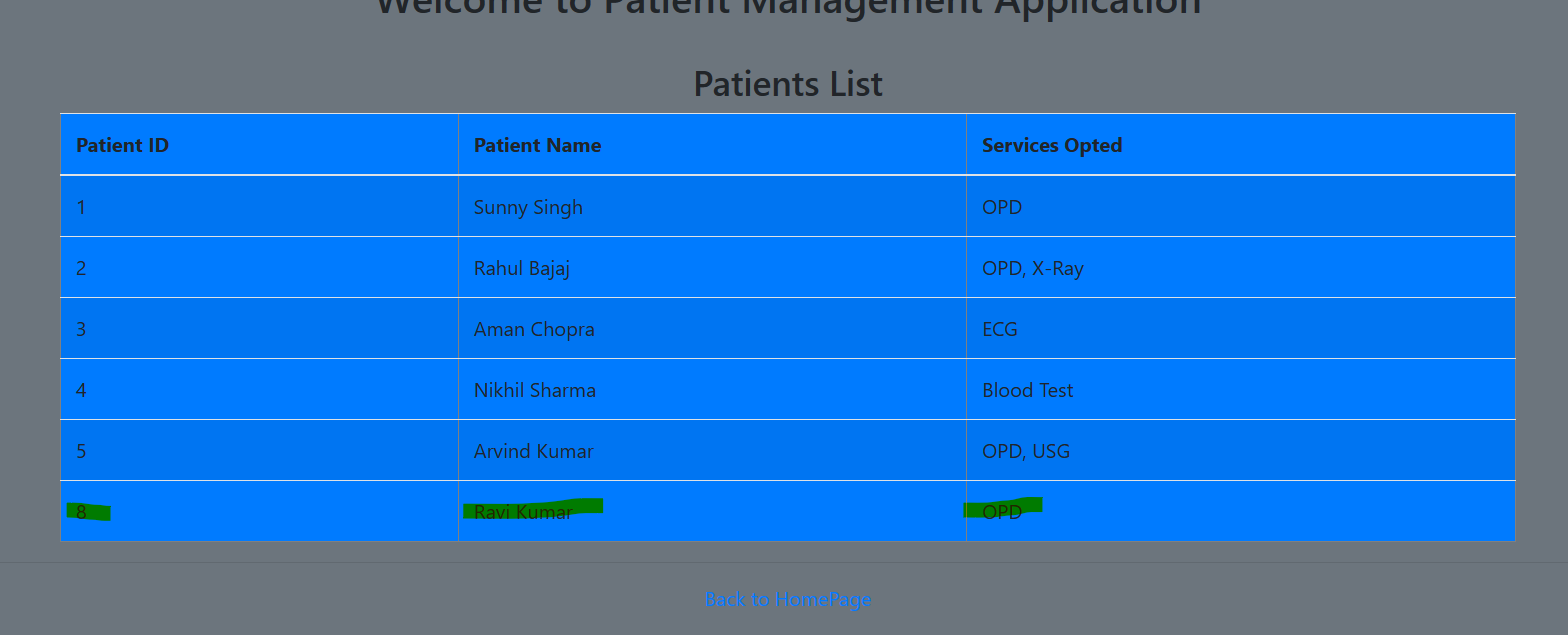 Welcome to Patient Management Application
Patients List
Patient ID Patient Name Services Opted
1 Sunny Singh OPD
2 Rahul Bajaj OPD, X-Ray
3 Aman Chopra ECG
4 Nikhil Sharma Blood Test
5 Arvind Kumar OPD, USG
8 Ravi Kumar OPD
Back to HomePage